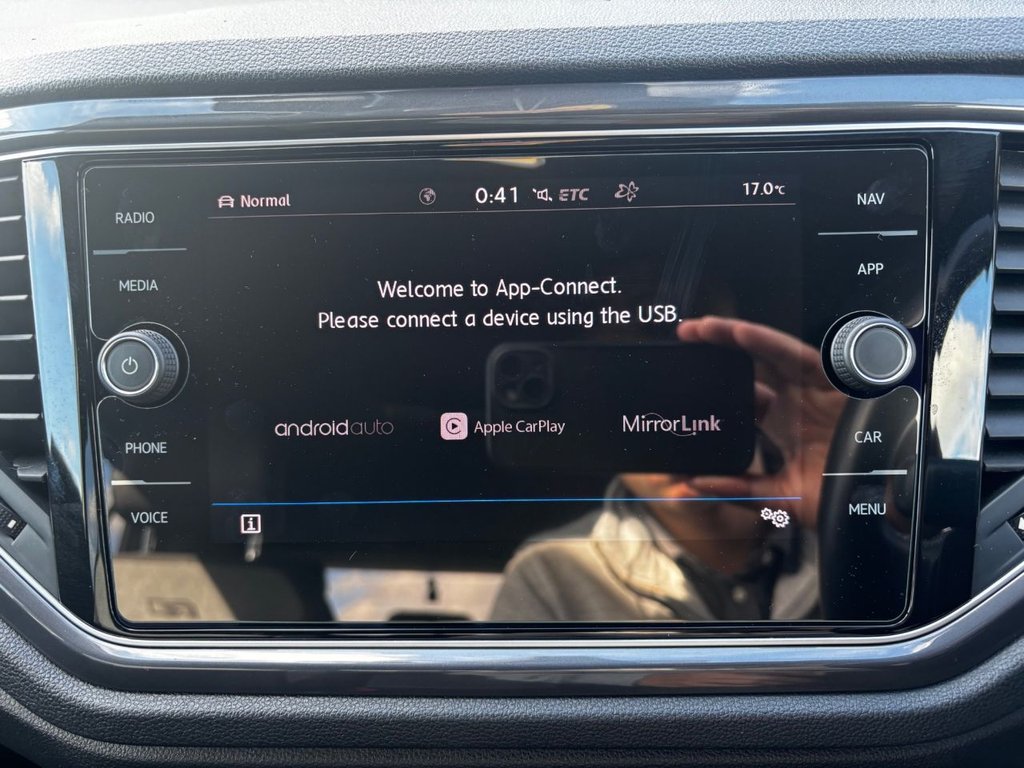 Normal
0:41
ETC
17.0°C
RADIO
NAV
MEDIA
APP
Welcome to App-Connect.
Please connect a device using the USB.
androidauto
Apple CarPlay
MirrorLink
PHONE
CAR
VOICE
MENU
i